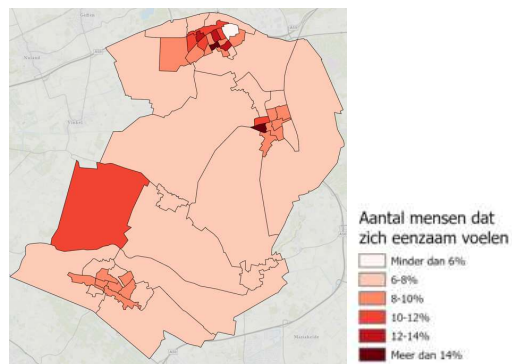 Aantal mensen dat
zich eenzaam voelen
Minder dan 6%
6-8%
8-10%
10-12%
12-14%
Meer dan 14%